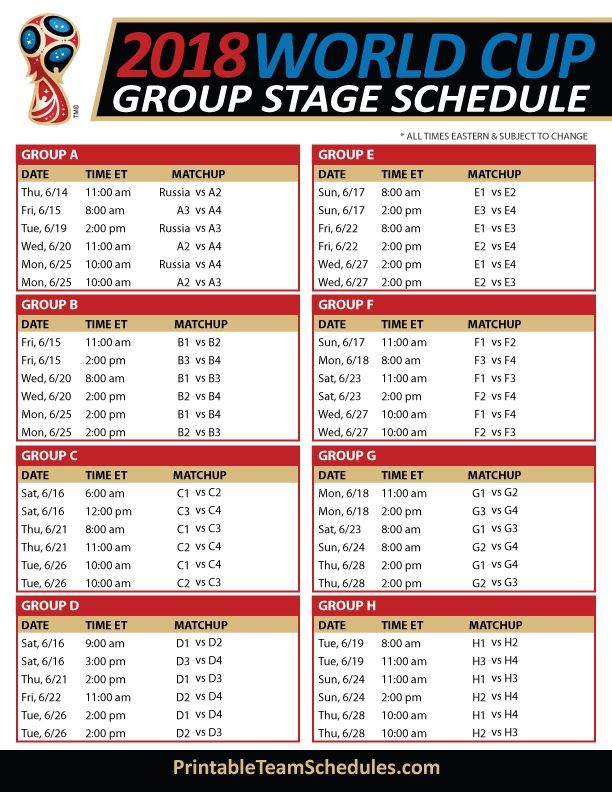 2018 WORLD CUP
GROUP STAGE SCHEDULE
TM©
* ALL TIMES EASTERN & SUBJECT TO CHANGE
GROUP A
DATE TIME ET MATCHUP
Thu, 6/14 11:00 am Russia vs A2
Fri, 6/15 8:00 am A3 vs A4
Tue, 6/19 2:00 pm Russia vs A3
Wed, 6/20 11:00 am A2 vs A4
Mon, 6/25 10:00 am Russia vs A4
Mon, 6/25 10:00 am A2 vs A3
GROUP B
DATE TIME ET MATCHUP
Fri, 6/15 11:00 am B1 vs B2
Fri, 6/15 2:00 pm B3 vs B4
Wed, 6/20 8:00 am B1 vs B3
Wed, 6/20 2:00 pm B2 vs B4
Mon, 6/25 2:00 pm B1 vs B4
Mon, 6/25 2:00 pm B2 vs B3
GROUP C
DATE TIME ET MATCHUP
Sat, 6/16 6:00 am C1 vs C2
Sat, 6/16 12:00 pm C3 vs C4
Thu, 6/21 8:00 am C1 vs C3
Thu, 6/21 11:00 am C2 vs C4
Tue, 6/26 10:00 am C1 vs C4
Tue, 6/26 10:00 am C2 vs C3
GROUP D
DATE TIME ET MATCHUP
Sat, 6/16 9:00 am D1 vs D2
Sat, 6/16 3:00 pm D3 vs D4
Thu, 6/21 2:00 pm D1 vs D3
Fri, 6/22 11:00 am D2 vs D4
Tue, 6/26 2:00 pm D1 vs D4
Tue, 6/26 2:00 pm D2 vs D3
GROUP E
DATE TIME ET MATCHUP
Sun, 6/17 8:00 am E1 vs E2
Sun, 6/17 2:00 pm E3 vs E4
Fri, 6/22 8:00 am E1 vs E3
Fri, 6/22 2:00 pm E2 vs E4
Wed, 6/27 2:00 pm E1 vs E4
Wed, 6/27 2:00 pm E2 vs E3
GROUP F
DATE TIME ET MATCHUP
Sun, 6/17 11:00 am F1 vs F2
Mon, 6/18 8:00 am F3 vs F4
Sat, 6/23 11:00 am F1 vs F3
Sat, 6/23 2:00 pm F2 vs F4
Wed, 6/27 10:00 am F1 vs F4
Wed, 6/27 10:00 am F2 vs F3
GROUP G
DATE TIME ET MATCHUP
Mon, 6/18 11:00 am G1 vs G2
Mon, 6/18 2:00 pm G3 vs G4
Sat, 6/23 8:00 am G1 vs G3
Sun, 6/24 8:00 am G2 vs G4
Thu, 6/28 2:00 pm G1 vs G4
Thu, 6/28 2:00 pm G2 vs G3
GROUP H
DATE TIME ET MATCHUP
Tue, 6/19 8:00 am H1 vs H2
Tue, 6/19 11:00 am H3 vs H4
Sun, 6/24 11:00 am H1 vs H3
Sun, 6/24 2:00 pm H2 vs H4
Thu, 6/28 10:00 am H1 vs H4
Thu, 6/28 10:00 am H2 vs H3
PrintableTeamSchedules.com